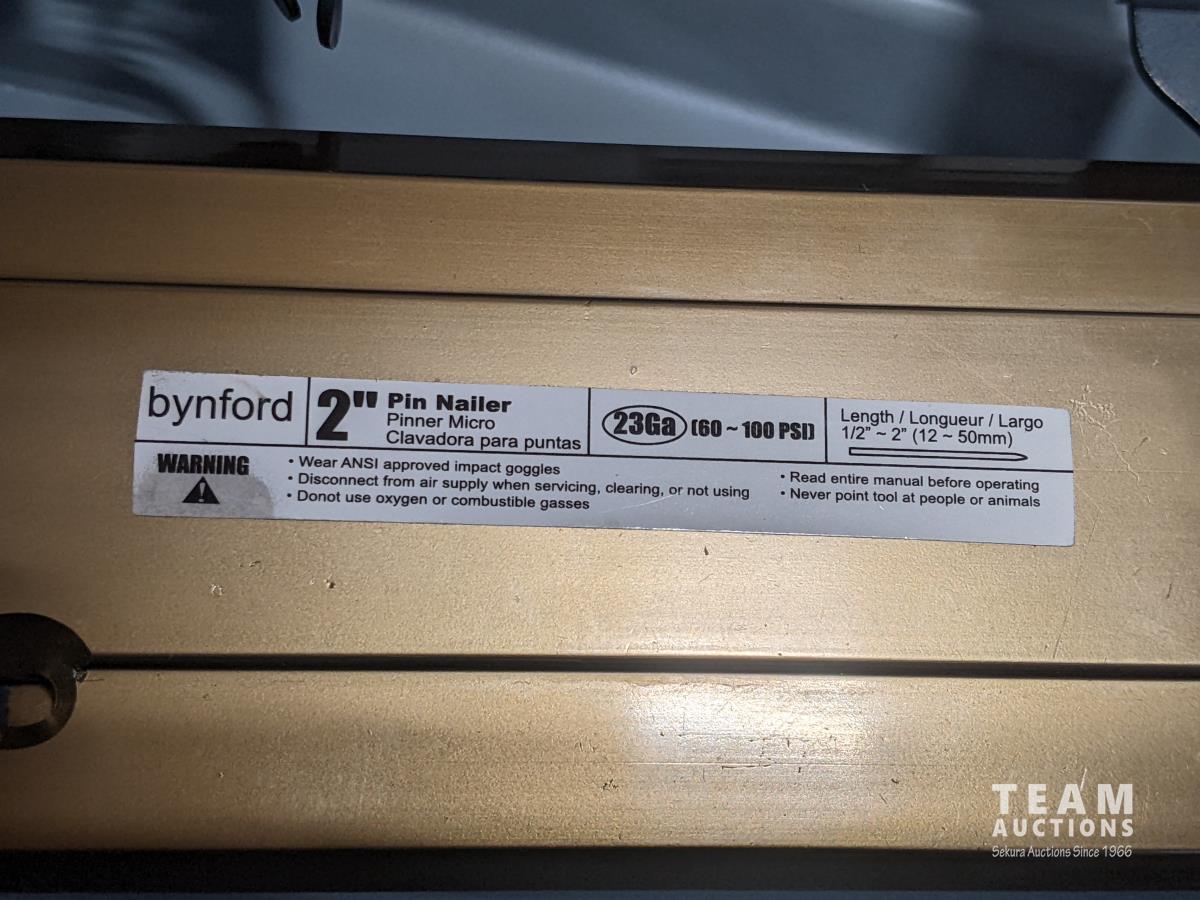 bynford
2" Pin Nailer
Pinner Micro
Clavadora para puntas
23Ga (60 ~ 100 PSI)
Length / Longueur / Largo
1/2" ~ 2" (12 ~ 50mm)
WARNING
• Wear ANSI approved impact goggles
• Disconnect from air supply when servicing, clearing, or not using
• Donot use oxygen or combustible gasses
• Read entire manual before operating
• Never point tool at people or animals
TEAM
AUCTIONS
Sekura Auctions Since 1966